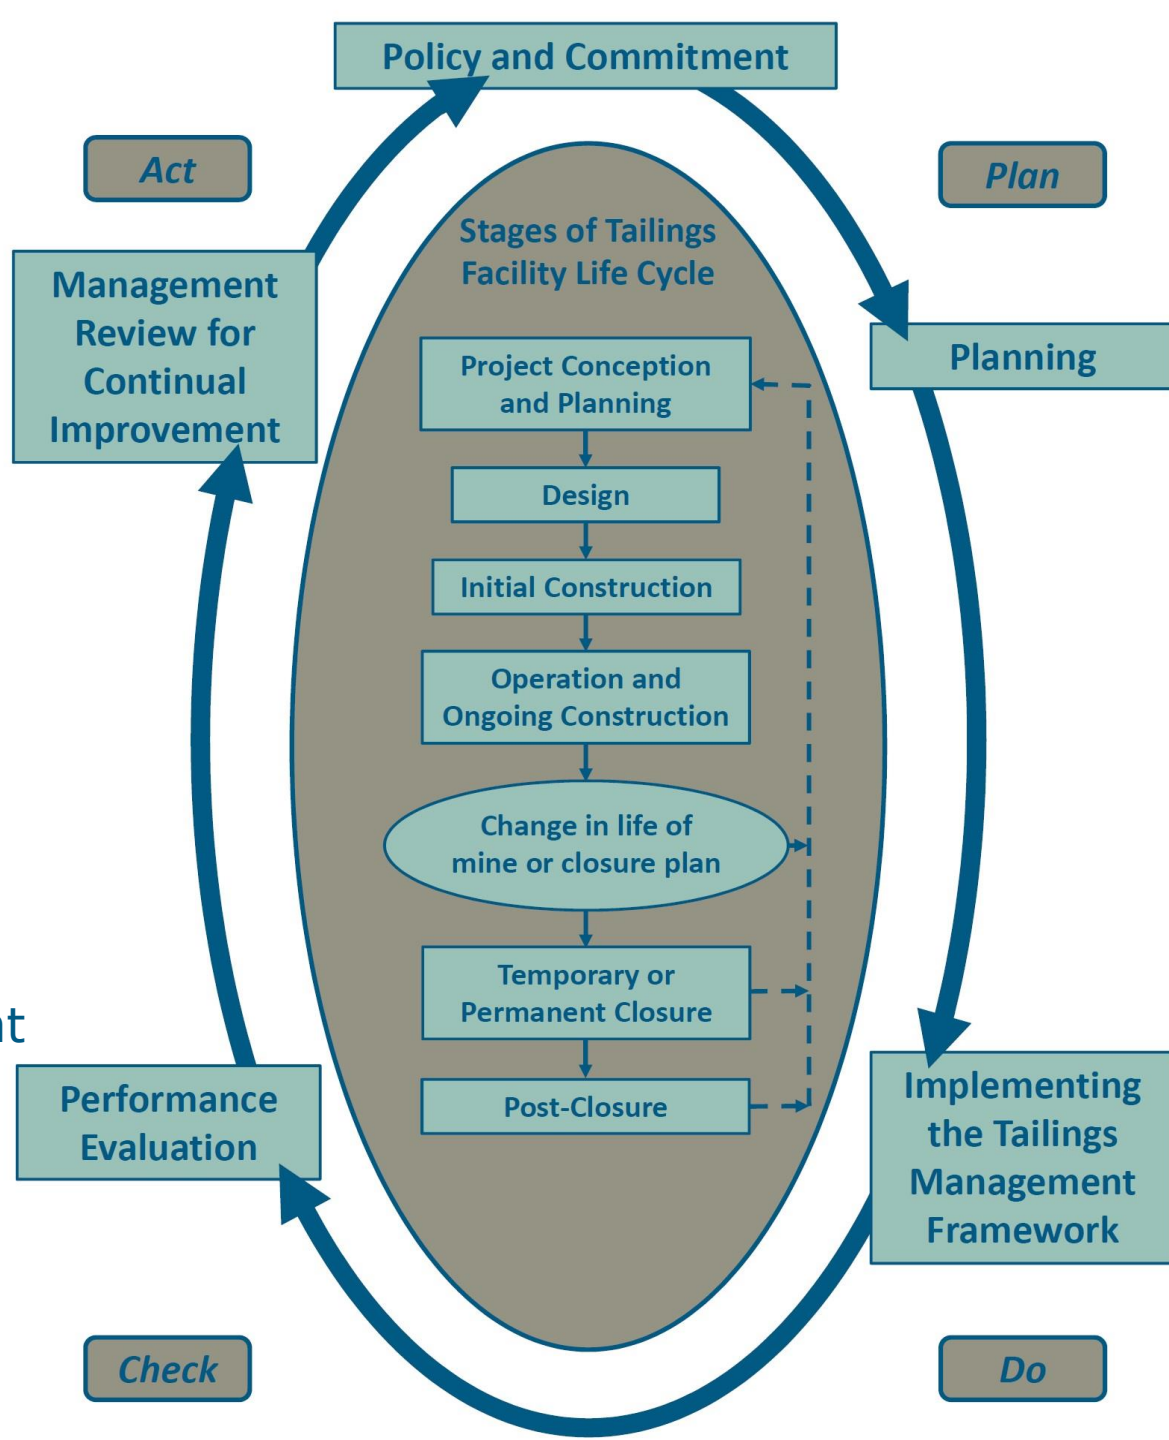 Policy and Commitment
Act
Plan
Stages of Tailings
Facility Life Cycle
Management
Review for
Continual
Improvement
Planning
Project Conception
and Planning
Design
Initial Construction
Operation and
Ongoing Construction
Change in life of
mine or closure plan
Temporary or
Permanent Closure
Post-Closure
Performance
Evaluation
Implementing
the Tailings
Management
Framework
Check
Do